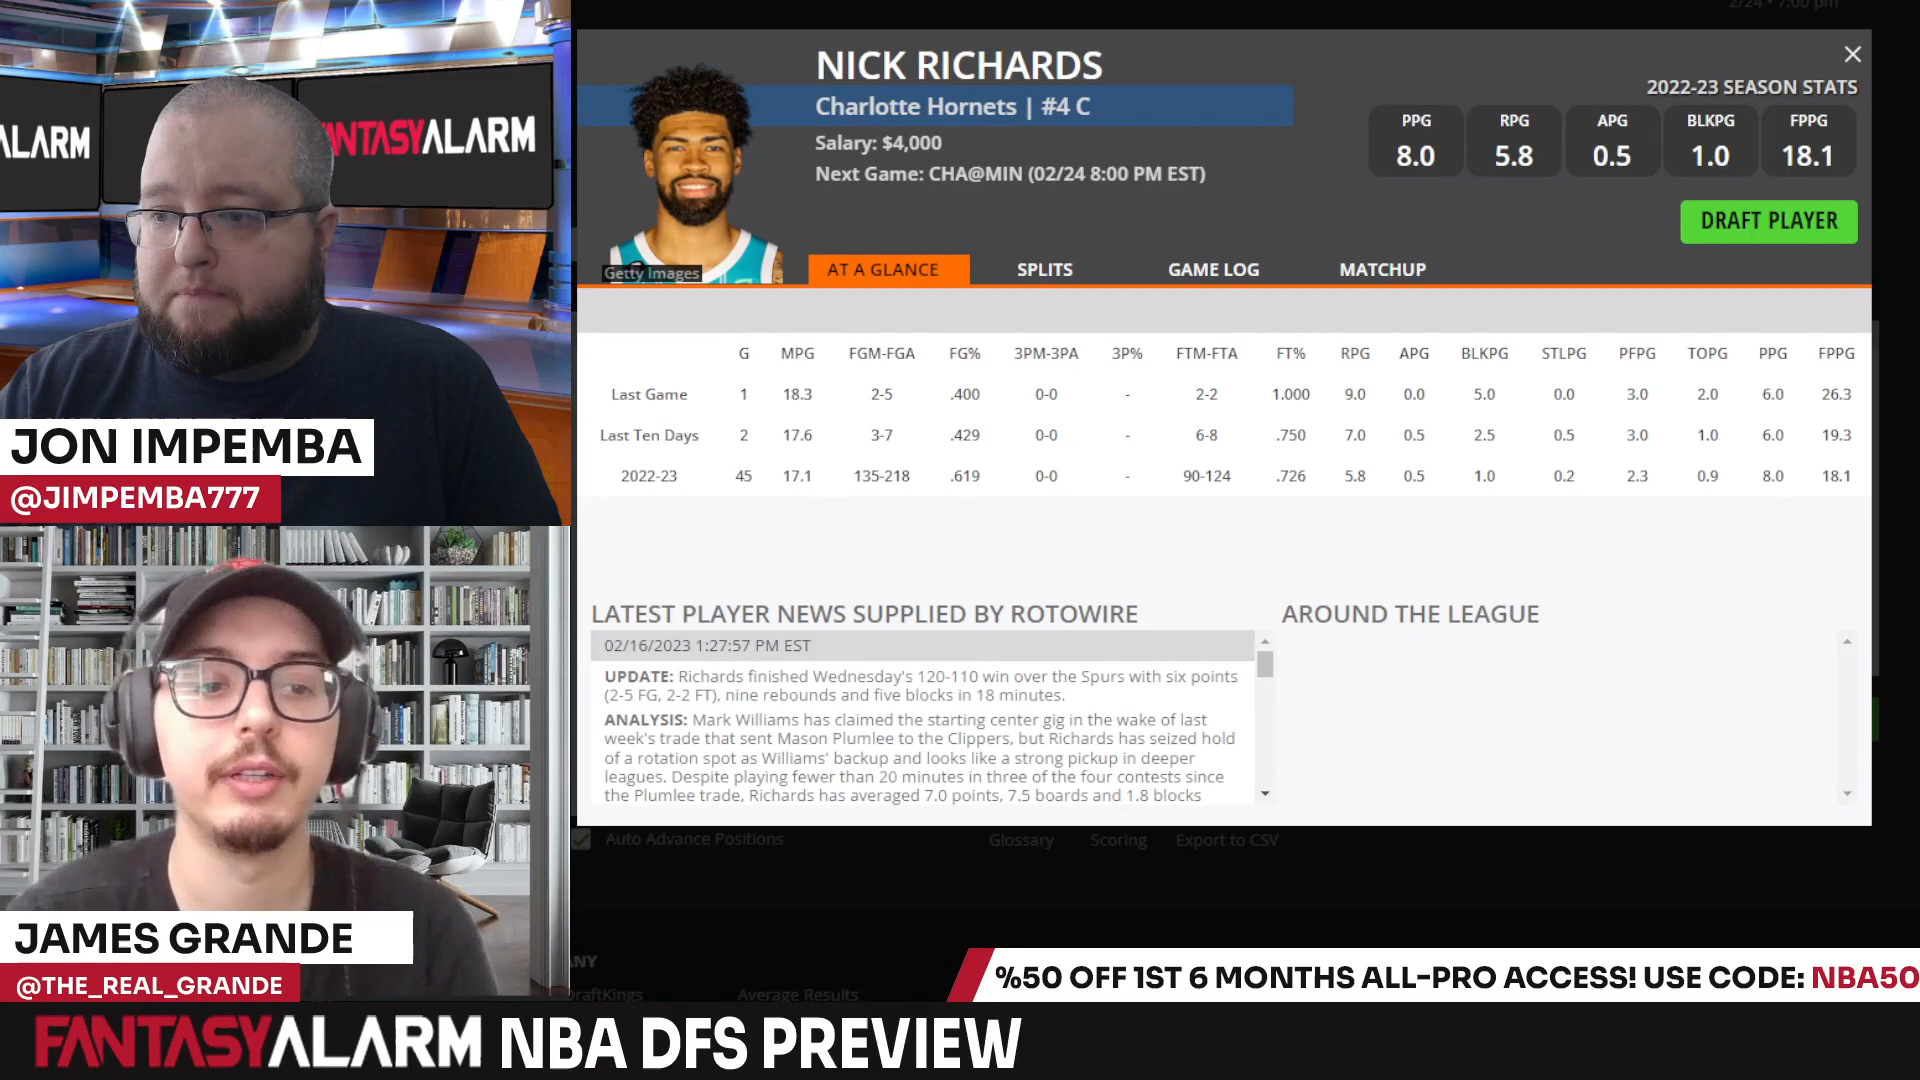 2/24 • 7:00 pm
ALARM
FANTASYALARM
JON IMPEMBA
@JIMPEMBA777
JAMES GRANDE
@THE_REAL_GRANDE
NICK RICHARDS
Charlotte Hornets | #4 C
Salary: $4,000
Next Game: CHA@MIN (02/24 8:00 PM EST)
Getty Images
2022-23 SEASON STATS
PPG RPG APG BLKPG FPPG
8.0 5.8 0.5 1.0 18.1
DRAFT PLAYER
AT A GLANCE SPLITS GAME LOG MATCHUP
G MPG FGM-FGA FG% 3PM-3PA 3P% FTM-FTA FT% RPG APG BLKPG STLPG PFPG TOPG PPG FPPG
Last Game 1 18.3 2-5 .400 0-0 - 2-2 1.000 9.0 0.0 5.0 0.0 3.0 2.0 6.0 26.3
Last Ten Days 2 17.6 3-7 .429 0-0 - 6-8 .750 7.0 0.5 2.5 0.5 3.0 1.0 6.0 19.3
2022-23 45 17.1 135-218 .619 0-0 - 90-124 .726 5.8 0.5 1.0 0.2 2.3 0.9 8.0 18.1
LATEST PLAYER NEWS SUPPLIED BY ROTOWIRE
02/16/2023 1:27:57 PM EST
UPDATE: Richards finished Wednesday's 120-110 win over the Spurs with six points
(2-5 FG, 2-2 FT), nine rebounds and five blocks in 18 minutes.
ANALYSIS: Mark Williams has claimed the starting center gig in the wake of last
week's trade that sent Mason Plumlee to the Clippers, but Richards has seized hold
of a rotation spot as Williams' backup and looks like a strong pickup in deeper
leagues. Despite playing fewer than 20 minutes in three of the four contests since
the Plumlee trade, Richards has averaged 7.0 points, 7.5 boards and 1.8 blocks
AROUND THE LEAGUE
Auto Advance Positions Glossary Scoring Export to CSV
ANY
DraftKings Average Results
%50 OFF 1ST 6 MONTHS ALL-PRO ACCESS! USE CODE: NBA50
FANTASYALARM NBA DFS PREVIEW